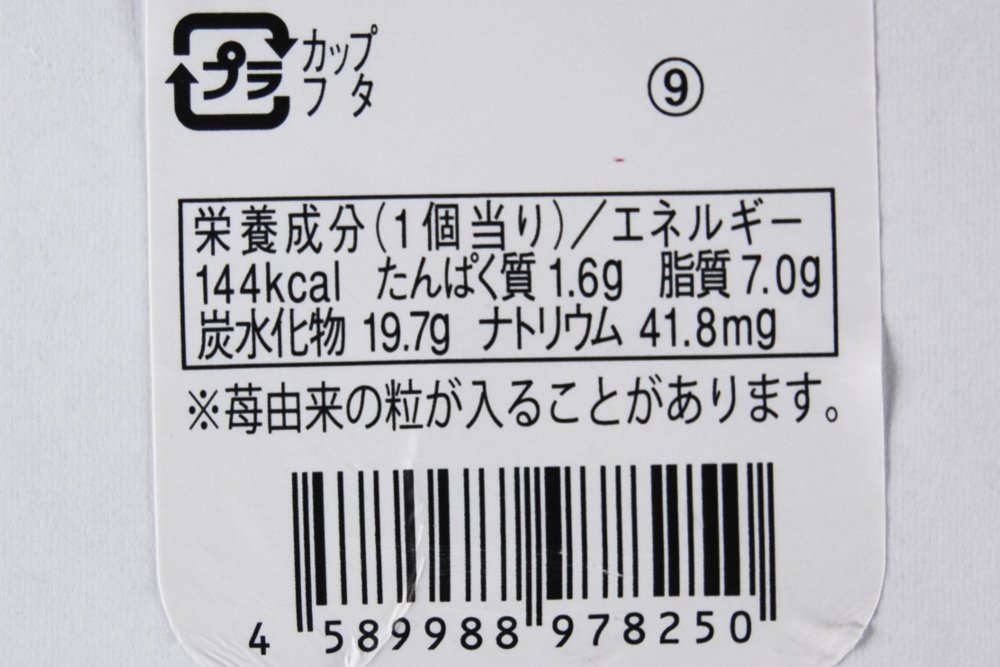 プラ カップ
フタ
⑨
栄養成分(1個当り)/エネルギー
144kcal たんぱく質 1.6g 脂質 7.0g
炭水化物 19.7g ナトリウム 41.8mg
※苺由来の粒が入ることがあります。
4 589988 978250